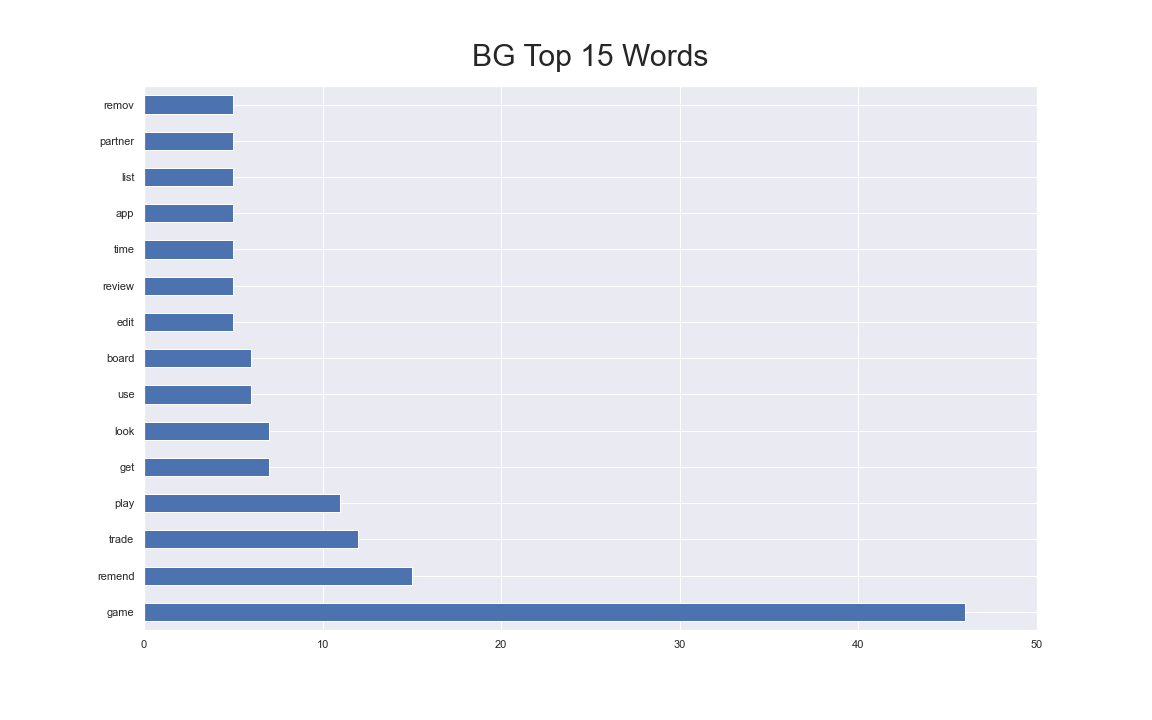 BG Top 15 Words
remov
partner
list
app
time
review
edit
board
use
look
get
play
trade
remend
game
0 10 20 30 40 50